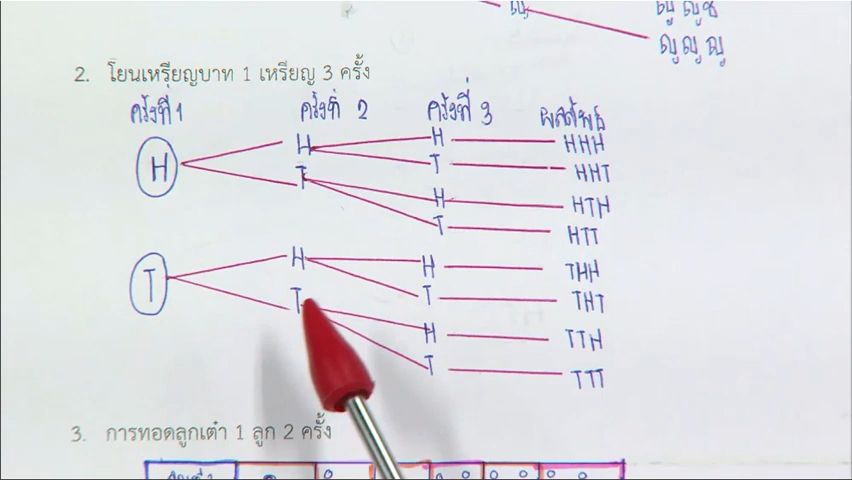 ญ
ญญช
ญญญ
2. โยนเหรียญบาท 1 เหรียญ 3 ครั้ง
ครั้งที่ 1 ครั้งที่ 2 ครั้งที่ 3 ผลลัพธ์
H H H HHH
T HHT
T H HTH
T HTT
T H H THH
T THT
T H TTH
T TTT
3. การทอดลูกเต๋า 1 ลูก 2 ครั้ง